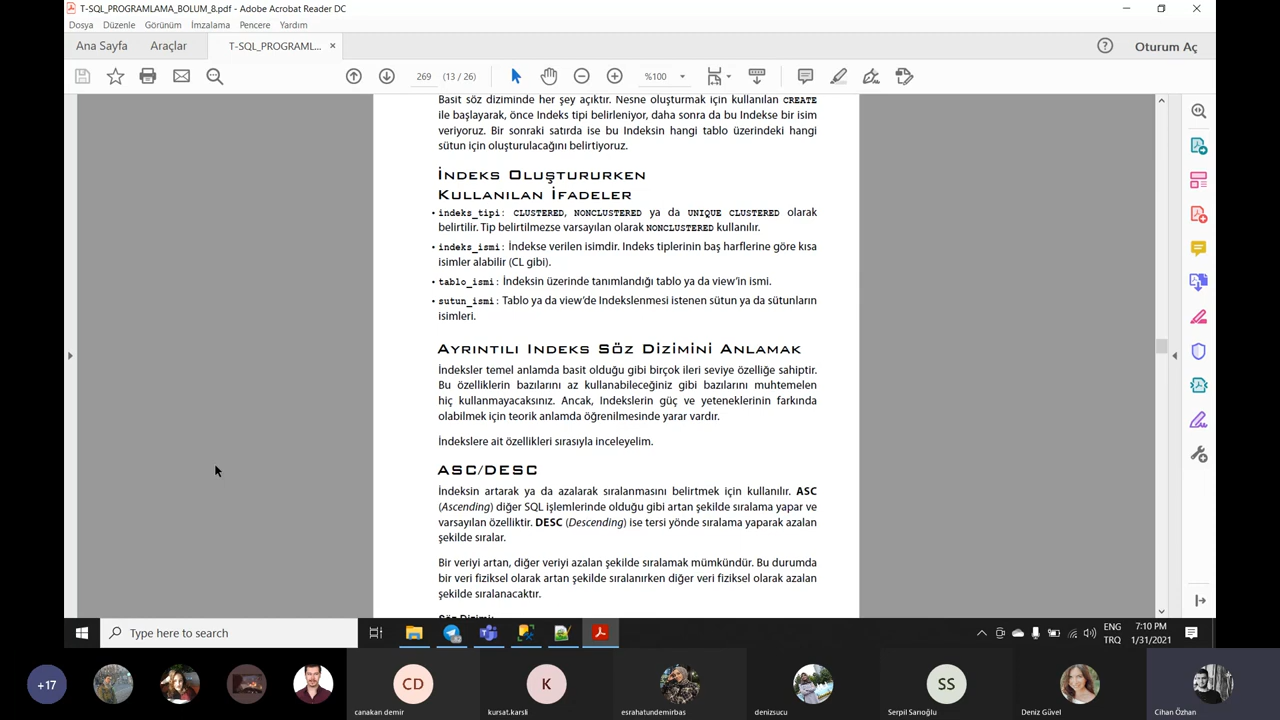 T-SQL_PROGRAMLAMA_BOLUM_8.pdf - Adobe Acrobat Reader DC
Dosya Düzenle Görünüm İmzalama Pencere Yardım
Ana Sayfa Araçlar T-SQL_PROGRAML... × Oturum Aç
269 (13 / 26) %100
Basit söz diziminde her şey açıktır. Nesne oluşturmak için kullanılan CREATE
ile başlayarak, önce Indeks tipi belirleniyor, daha sonra da bu Indekse bir isim
veriyoruz. Bir sonraki satırda ise bu Indeksin hangi tablo üzerindeki hangi
sütun için oluşturulacağını belirtiyoruz.
İndeks Oluştururken
Kullanılan İfadeler
• indeks_tipi: CLUSTERED, NONCLUSTERED ya da UNIQUE CLUSTERED olarak
belirtilir. Tip belirtilmezse varsayılan olarak NONCLUSTERED kullanılır.
• indeks_ismi: İndekse verilen isimdir. Indeks tiplerinin baş harflerine göre kısa
isimler alabilir (CL gibi).
• tablo_ismi: İndeksin üzerinde tanımlandığı tablo ya da view'in ismi.
• sutun_ismi: Tablo ya da view'de Indekslenmesi istenen sütun ya da sütunların
isimleri.
Ayrıntılı Indeks Söz Dizimini Anlamak
İndeksler temel anlamda basit olduğu gibi birçok ileri seviye özelliğe sahiptir.
Bu özelliklerin bazılarını az kullanabileceğiniz gibi bazılarını muhtemelen
hiç kullanmayacaksınız. Ancak, Indekslerin güç ve yeteneklerinin farkında
olabilmek için teorik anlamda öğrenilmesinde yarar vardır.
İndekslere ait özellikleri sırasıyla inceleyelim.
ASC/DESC
İndeksin artarak ya da azalarak sıralanmasını belirtmek için kullanılır. ASC
(Ascending) diğer SQL işlemlerinde olduğu gibi artan şekilde sıralama yapar ve
varsayılan özelliktir. DESC (Descending) ise tersi yönde sıralama yaparak azalan
şekilde sıralar.
Bir veriyi artan, diğer veriyi azalan şekilde sıralamak mümkündür. Bu durumda
bir veri fiziksel olarak artan şekilde sıralanırken diğer veri fiziksel olarak azalan
şekilde sıralanacaktır.
Söz Dizimi:
Type here to search
ENG 7:10 PM
TRQ 1/31/2021
+17 CD K SS
canakan demir kursat.karsli esrahatundemirbas denizsucu Serpil Sarıoğlu Deniz Güvel Cihan Özhan